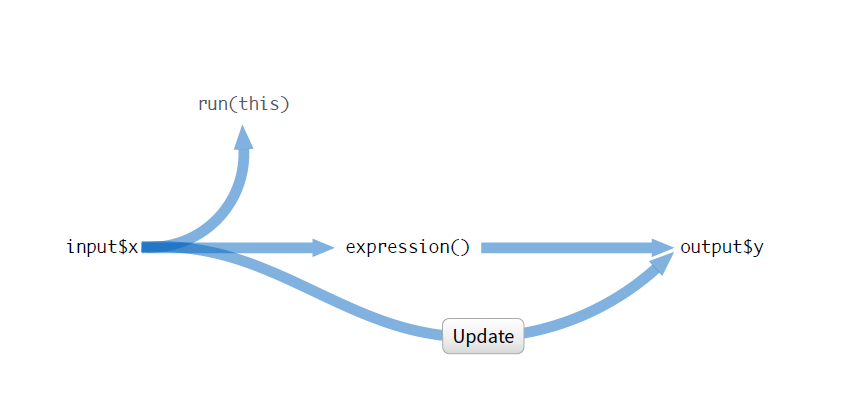 run(this)
input$x
expression()
output$y
Update